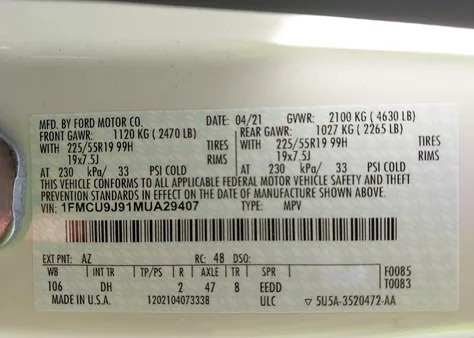 MFD. BY FORD MOTOR CO. DATE: 04/21 GVWR: 2100 KG ( 4630 LB)
FRONT GAWR: 1120 KG ( 2470 LB) REAR GAWR: 1027 KG ( 2265 LB)
WITH 225/55R19 99H TIRES WITH 225/55R19 99H TIRES
19x7.5J RIMS 19x7.5J RIMS
AT 230 kPa/ 33 PSI COLD AT 230 kPa/ 33 PSI COLD
THIS VEHICLE CONFORMS TO ALL APPLICABLE FEDERAL MOTOR VEHICLE SAFETY AND THEFT
PREVENTION STANDARDS IN EFFECT ON THE DATE OF MANUFACTURE SHOWN ABOVE.
VIN: 1FMCU9J91MUA29407 TYPE: MPV
EXT PNT: AZ RC: 48 DSO:
WB INT TR TP/PS R AXLE TR SPR F0085
106 DH 2 47 8 EEDD T0083
MADE IN U.S.A. 1202104073338 ULC ▽ 5U5A-3520472-AA